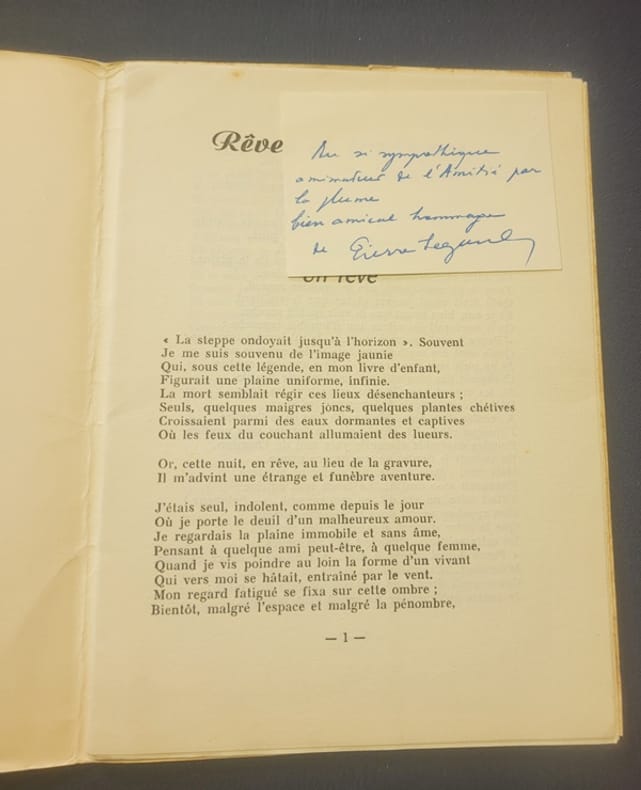 Rêve
Au si sympathique
animateur de l'Amitié par
la plume
bien amical hommage
de Pierre
Un rêve
« La steppe ondoyait jusqu'à l'horizon ». Souvent
Je me suis souvenu de l'image jaunie
Qui, sous cette légende, en mon livre d'enfant,
Figurait une plaine uniforme, infinie.
La mort semblait régir ces lieux désenchanteurs ;
Seuls, quelques maigres joncs, quelques plantes chétives
Croissaient parmi des eaux dormantes et captives
Où les feux du couchant allumaient des lueurs.
Or, cette nuit, en rêve, au lieu de la gravure,
Il m'advint une étrange et funèbre aventure.
J'étais seul, indolent, comme depuis le jour
Où je porte le deuil d'un malheureux amour.
Je regardais la plaine immobile et sans âme,
Pensant à quelque ami peut-être, à quelque femme,
Quand je vis poindre au loin la forme d'un vivant
Qui vers moi se hâtait, entraîné par le vent.
Mon regard fatigué se fixa sur cette ombre ;
Bientôt, malgré l'espace et malgré la pénombre,
— 1 —